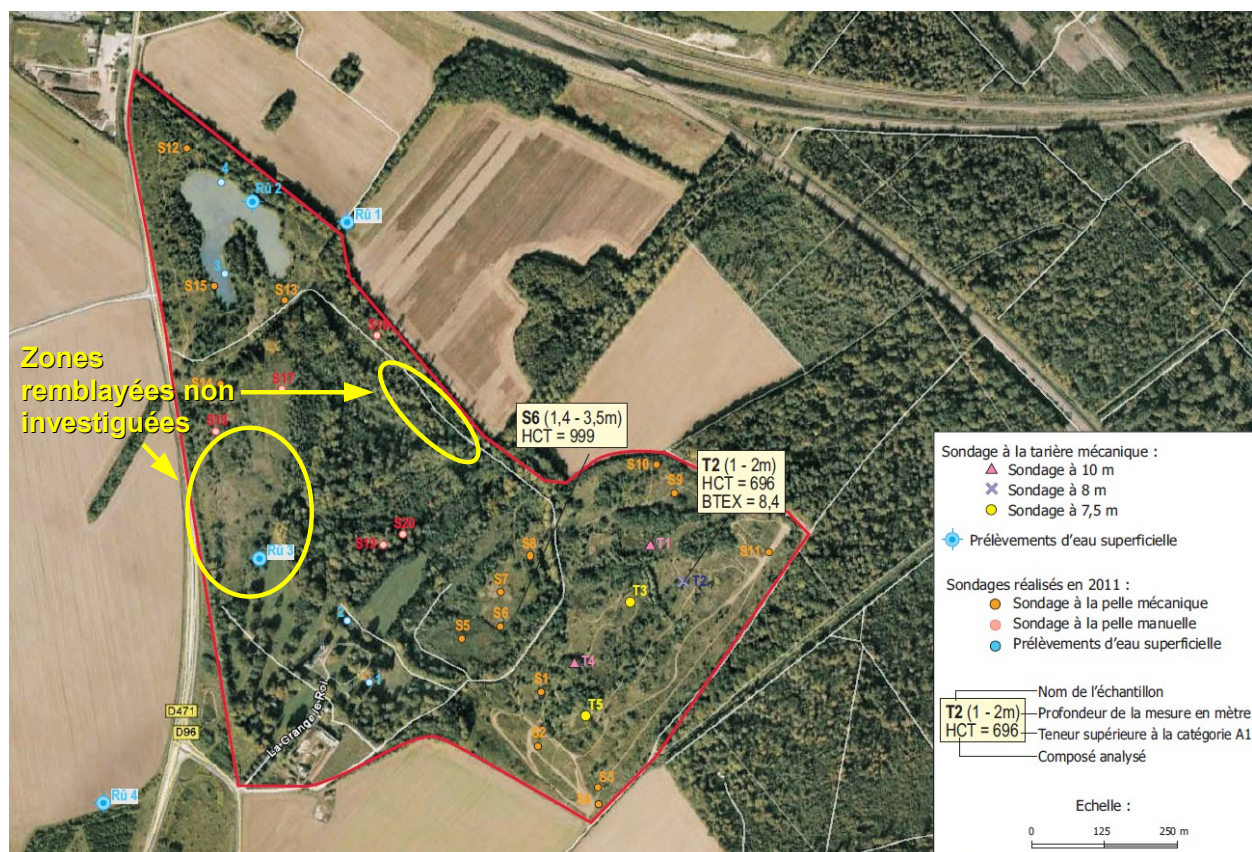 S12
4
Rû 2
Rû 1
3
S15
S13
Zones
remblayées non
investiguées
S17
S6 (1,4 - 3,5m)
HCT = 999
T2 (1 - 2m)
HCT = 696
BTEX = 8,4
S10
S9
S20
S19
Rû 3
S8
T1
S11
T2
S7
T3
S6
S5
2
T4
1
S1
T5
La Grange le Roi
D471
D96
S2
S3
Rû 4
Sondage à la tarière mécanique :
Sondage à 10 m
Sondage à 8 m
Sondage à 7,5 m
Prélèvements d'eau superficielle
Sondages réalisés en 2011 :
Sondage à la pelle mécanique
Sondage à la pelle manuelle
Prélèvements d'eau superficielle
Nom de l'échantillon
T2 (1 - 2m)
Profondeur de la mesure en mètre
HCT = 696
Teneur supérieure à la catégorie A1
Composé analysé
Echelle :
0 125 250 m